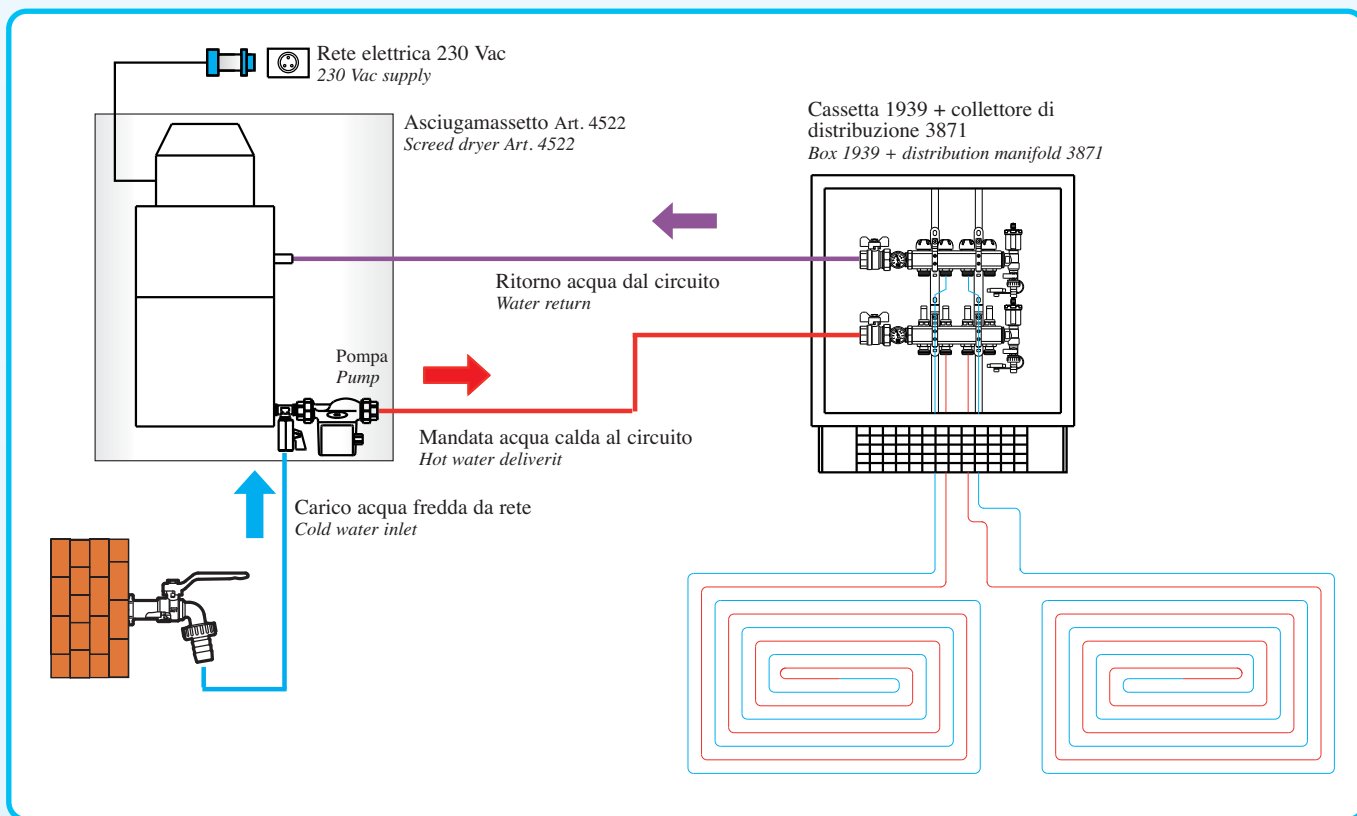 Rete elettrica 230 Vac
230 Vac supply
Asciugamassetto Art. 4522
Screed dryer Art. 4522
Cassetta 1939 + collettore di
distribuzione 3871
Box 1939 + distribution manifold 3871
Ritorno acqua dal circuito
Water return
Pompa
Pump
Mandata acqua calda al circuito
Hot water deliverit
Carico acqua fredda da rete
Cold water inlet